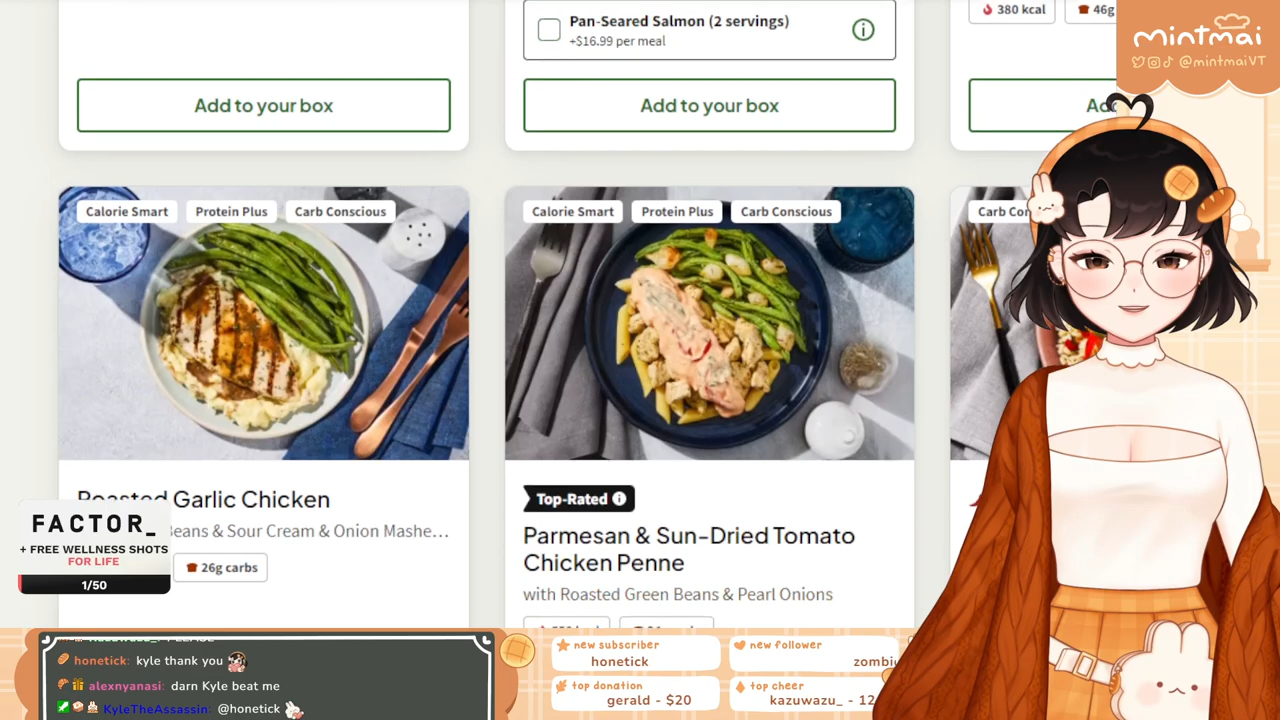 Pan-Seared Salmon (2 servings)
+$16.99 per meal
380 kcal
46g
Add to your box
Add to your box
mintmai
@mintmaiVT
Calorie Smart
Protein Plus
Carb Conscious
Calorie Smart
Protein Plus
Carb Conscious
Roasted Garlic Chicken
Beans & Sour Cream & Onion Mashe…
26g carbs
Top-Rated
Parmesan & Sun-Dried Tomato
Chicken Penne
with Roasted Green Beans & Pearl Onions
FACTOR_
+ FREE WELLNESS SHOTS
FOR LIFE
1/50
honetick: kyle thank you
alexnyanasi: darn Kyle beat me
KyleTheAssassin: @honetick
new subscriber
honetick
new follower
zombi
top donation
gerald - $20
top cheer
kazuwazu_ - 12